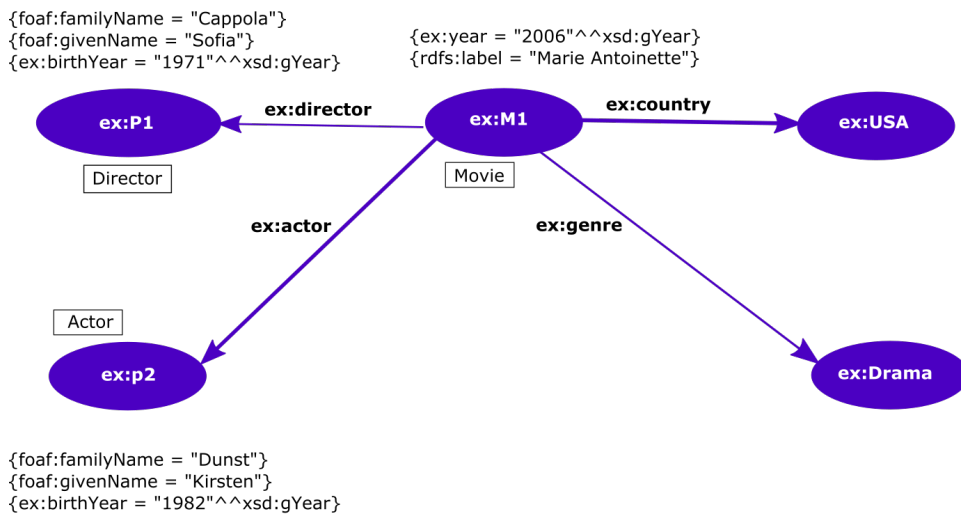 {foaf:familyName = "Cappola"}
{foaf:givenName = "Sofia"}
{ex:birthYear = "1971"^^xsd:gYear}
{ex:year = "2006"^^xsd:gYear}
{rdfs:label = "Marie Antoinette"}
ex:P1
ex:director
ex:M1
ex:country
ex:USA
Director
Movie
ex:actor
ex:genre
Actor
ex:p2
ex:Drama
{foaf:familyName = "Dunst"}
{foaf:givenName = "Kirsten"}
{ex:birthYear = "1982"^^xsd:gYear}